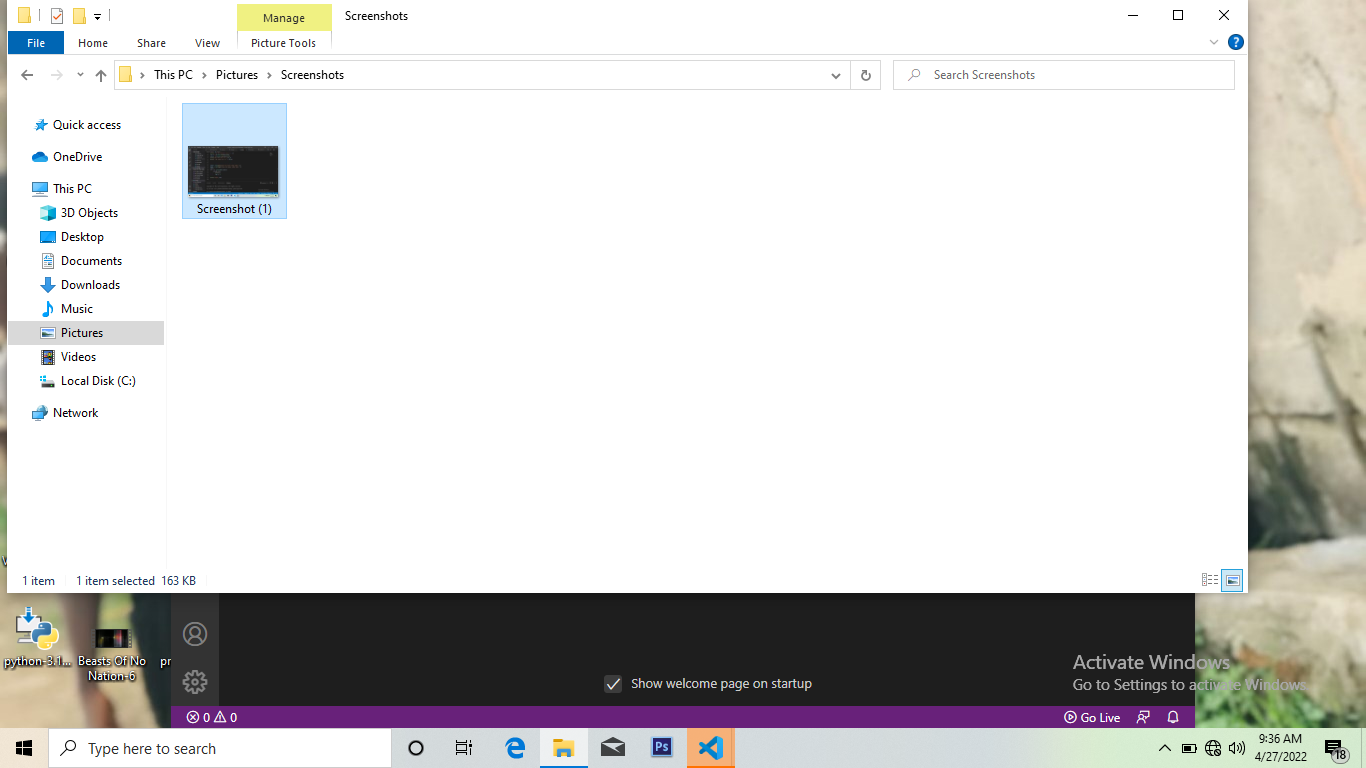 Manage
Screenshots
File
Home
Share
View
Picture Tools
This PC
Pictures
Screenshots
Search Screenshots
Quick access
OneDrive
This PC
3D Objects
Desktop
Documents
Downloads
Music
Pictures
Videos
Local Disk (C:)
Network
Screenshot (1)
1 item
1 item selected 163 KB
python-3.1...
Beasts Of No
Nation-6
pr
Show welcome page on startup
Activate Windows
Go to Settings to activate Windows.
0
0
Go Live
Type here to search
Ps
9:36 AM
4/27/2022
18